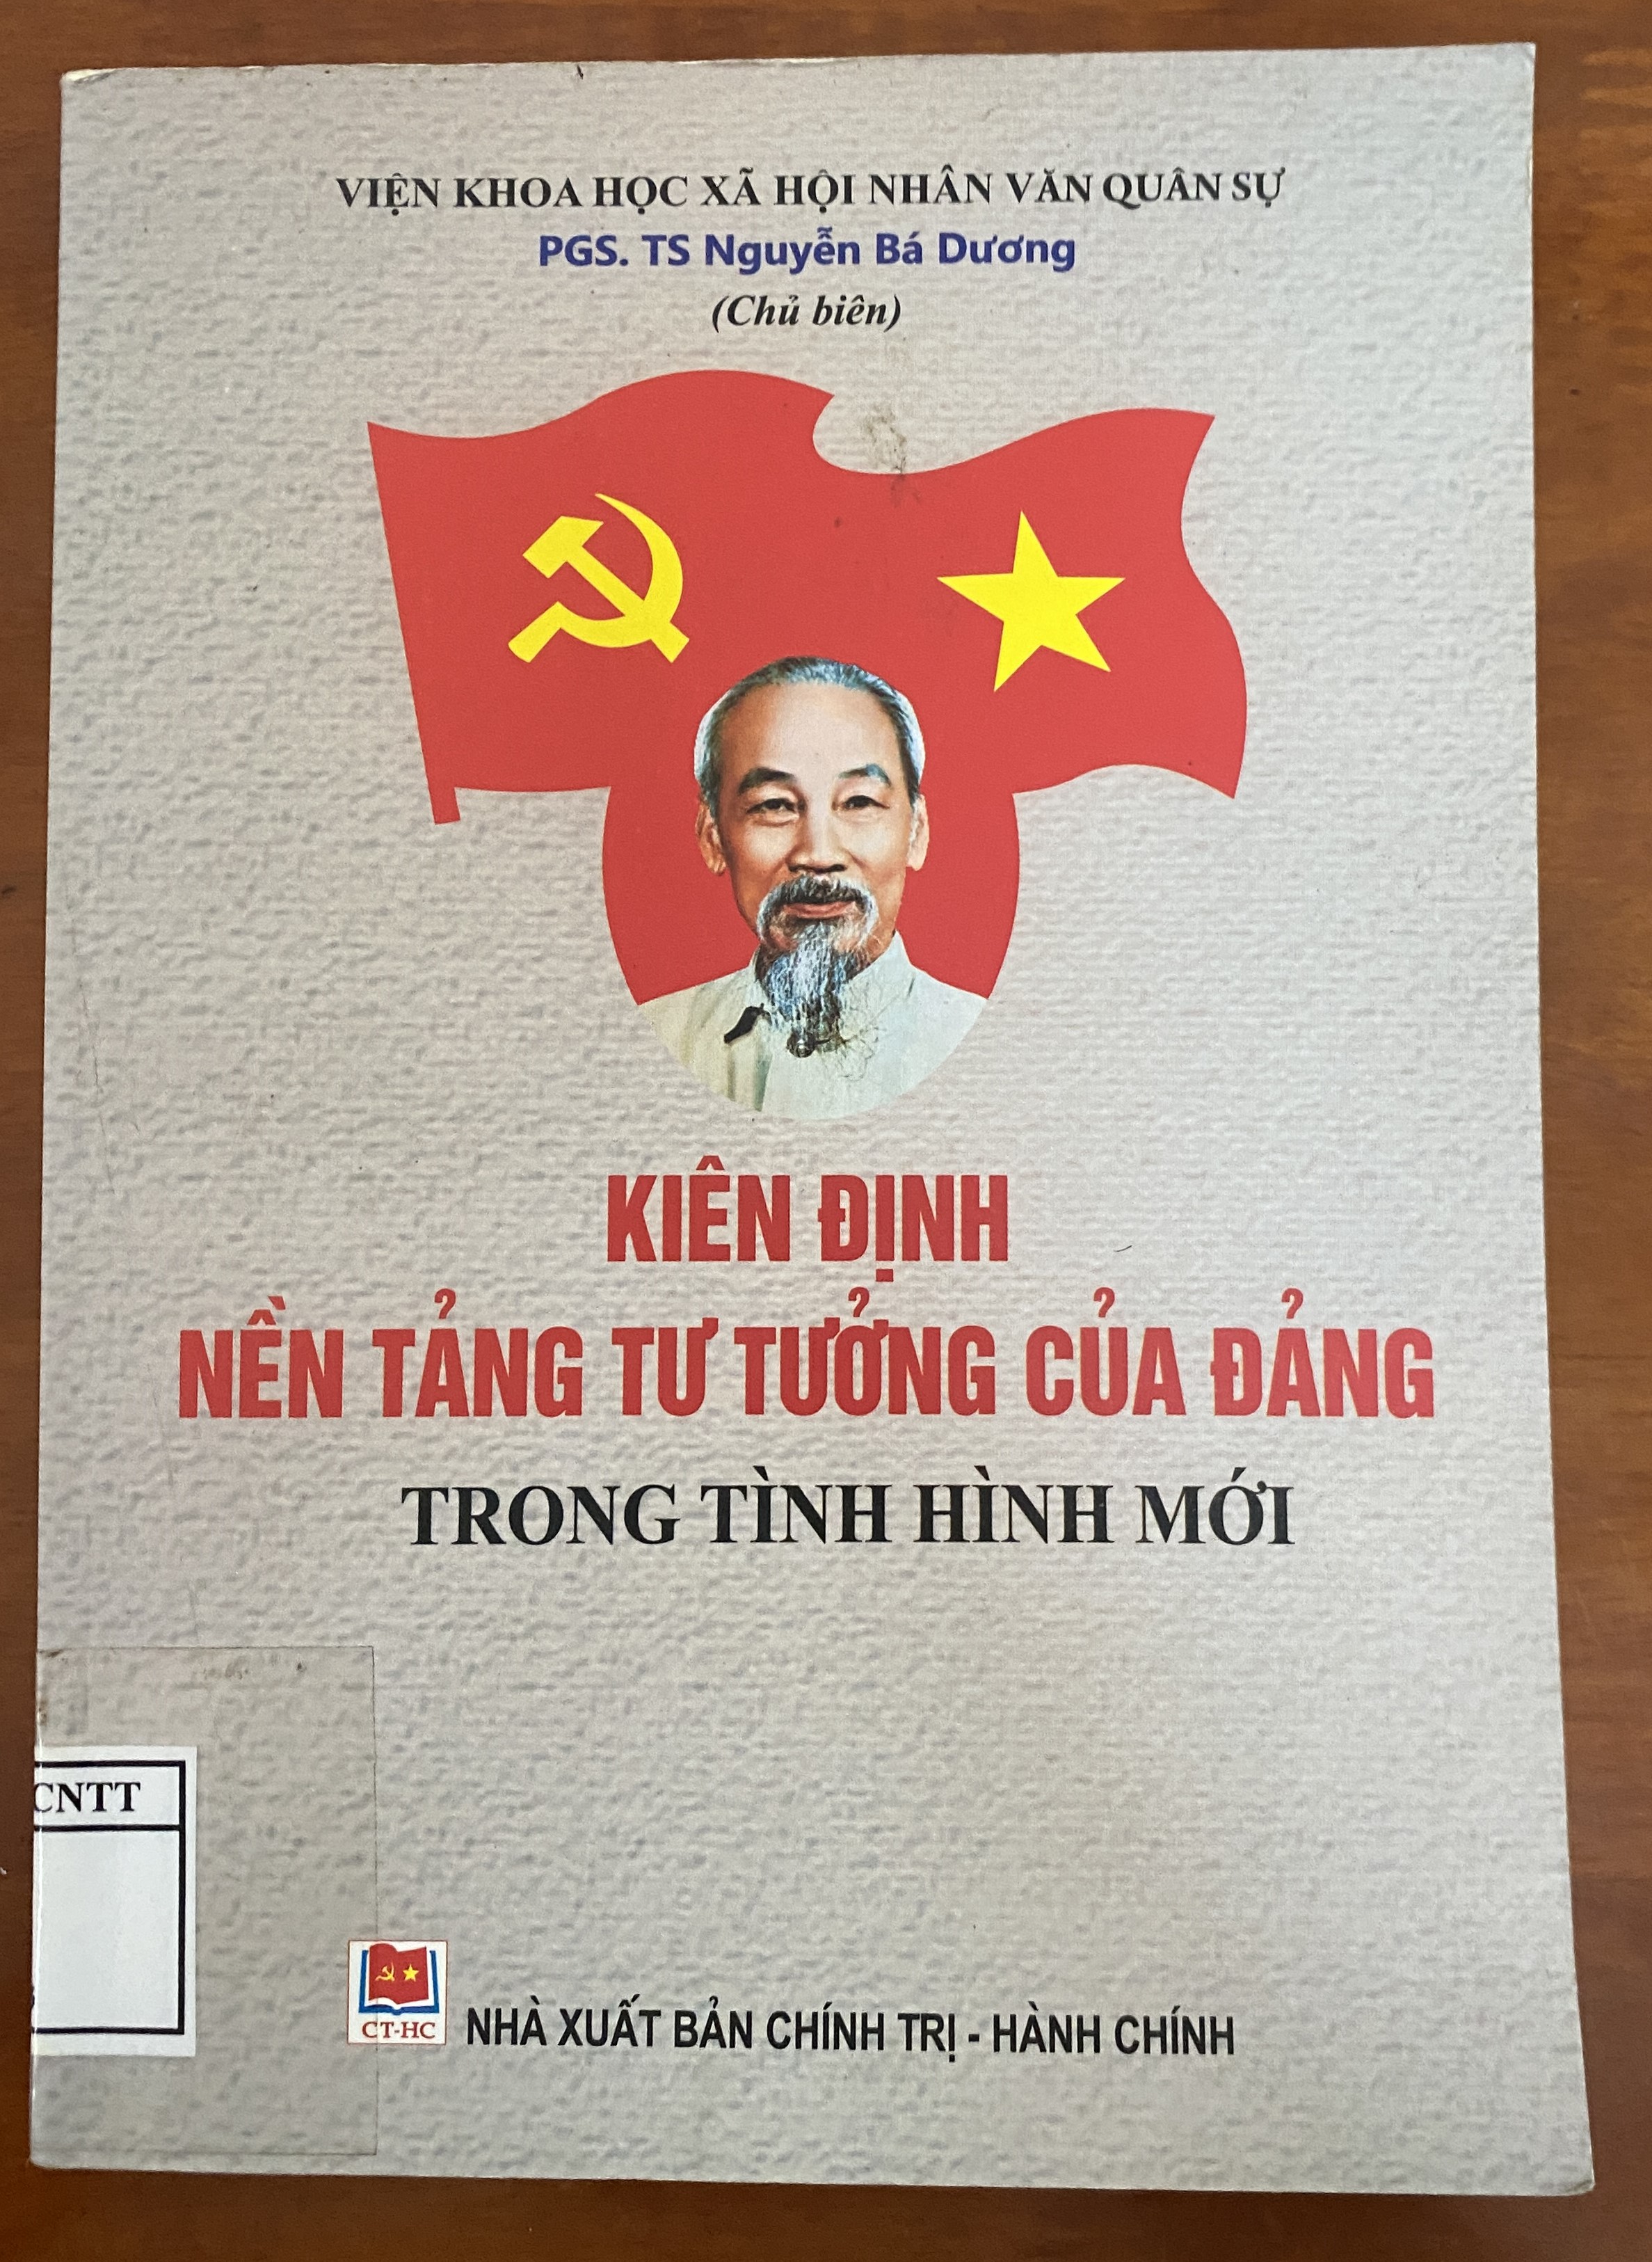 VIỆN KHOA HỌC XÃ HỘI NHÂN VĂN QUÂN SỰ
PGS. TS Nguyễn Bá Dương
(Chủ biên)
KIÊN ĐỊNH
NỀN TẢNG TƯ TƯỞNG CỦA ĐẢNG
TRONG TÌNH HÌNH MỚI
CNTT
CT-HC
NHÀ XUẤT BẢN CHÍNH TRỊ - HÀNH CHÍNH